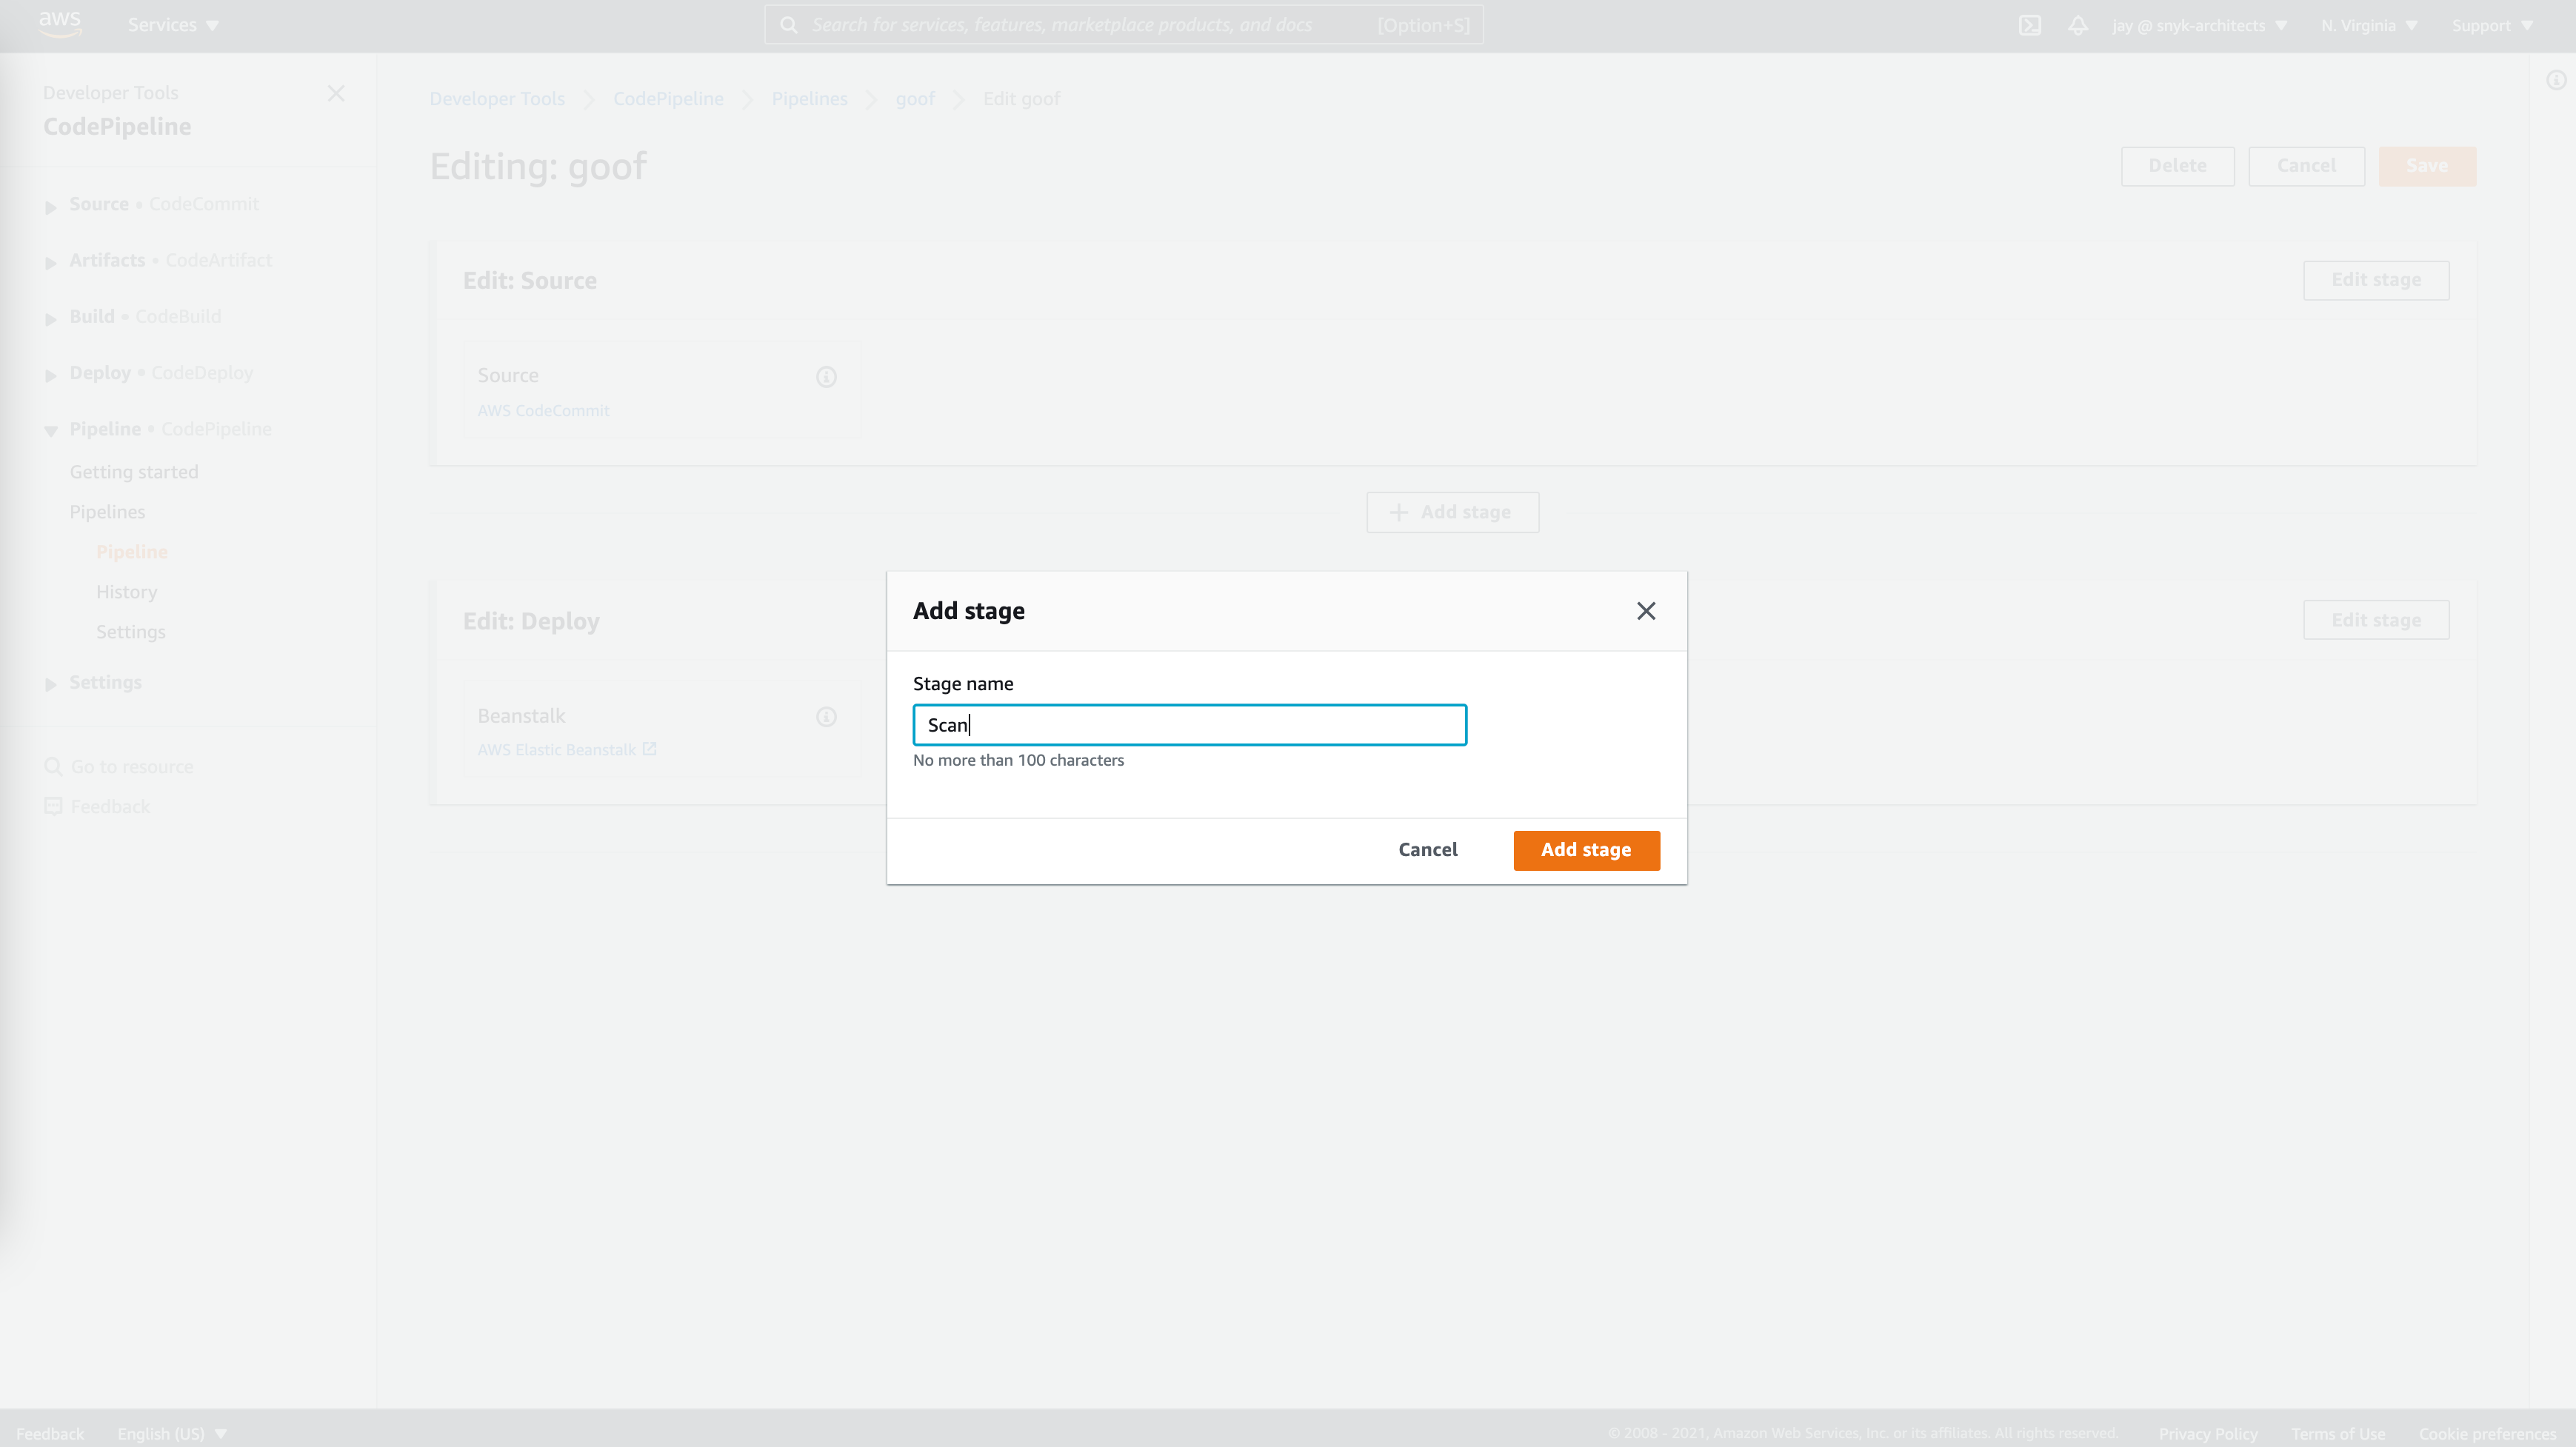 aws
Services
Search for services, features, marketplace products, and docs [Option+S]
jay @ snyk-architects
N. Virginia
Support
Developer Tools
CodePipeline
Source • CodeCommit
Artifacts • CodeArtifact
Build • CodeBuild
Deploy • CodeDeploy
Pipeline • CodePipeline
Getting started
Pipelines
Pipeline
History
Settings
Settings
Go to resource
Feedback
Developer Tools
CodePipeline
Pipelines
goof
Edit goof
Editing: goof
Delete
Cancel
Save
Edit: Source
Edit stage
Source
AWS CodeCommit
Add stage
Edit: Deploy
Edit stage
Beanstalk
AWS Elastic Beanstalk
Add stage
Stage name
Scan
No more than 100 characters
Cancel
Add stage
Feedback
English (US)
© 2008 - 2021, Amazon Web Services, Inc. or its affiliates. All rights reserved.
Privacy Policy
Terms of Use
Cookie preferences